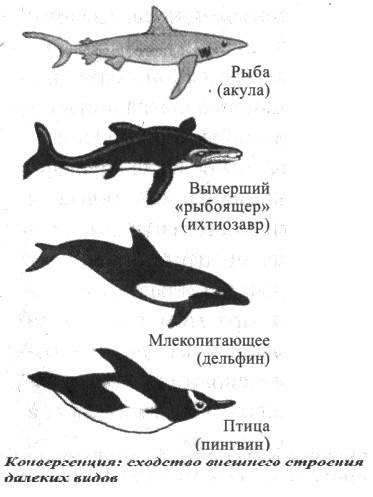 Рыба
(акула)
Вымерший
«рыбоящер»
(ихтиозавр)
Млекопитающее
(дельфин)
Птица
(пингвин)
Конвергенция: сходство внешнего строения
далеких видов